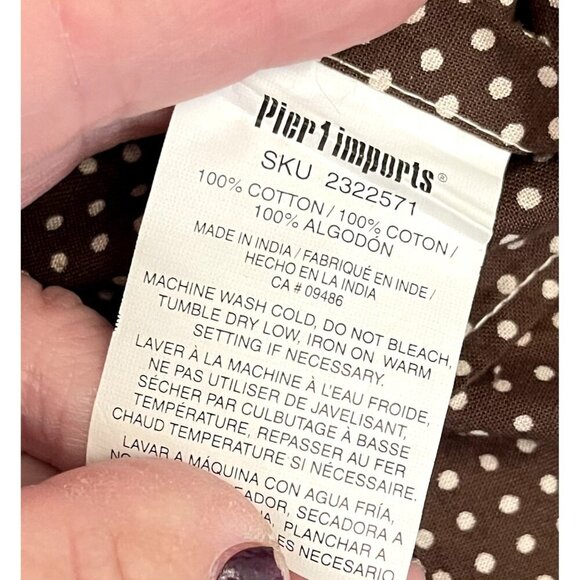 Pier 1 imports®
SKU 2322571
100% COTTON / 100% COTON /
100% ALGODÓN
MADE IN INDIA / FABRIQUÉ EN INDE /
HECHO EN LA INDIA
CA # 09486
MACHINE WASH COLD, DO NOT BLEACH,
TUMBLE DRY LOW, IRON ON WARM
SETTING IF NECESSARY.
LAVER À LA MACHINE À L'EAU FROIDE,
NE PAS UTILISER DE JAVELISANT,
SÉCHER PAR CULBUTAGE À BASSE
TEMPÉRATURE, REPASSER AU FER
CHAUD TEMPERATURE SI NÉCESSAIRE.
LAVAR A MÁQUINA CON AGUA FRÍA,
SECADORA A
PLANCHAR A
ES NECESARIO